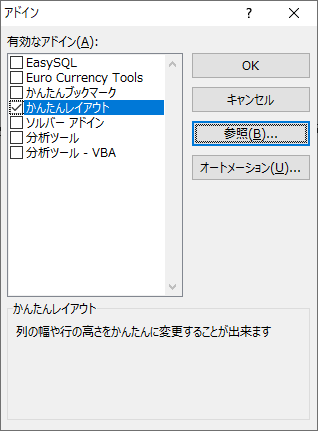 アドイン
有効なアドイン(A):
EasySQL
Euro Currency Tools
かんたんブックマーク
かんたんレイアウト
ソルバー アドイン
分析ツール
分析ツール - VBA
OK
キャンセル
参照(B)...
オートメーション(U)...
かんたんレイアウト
列の幅や行の高さをかんたんに変更することが出来ます